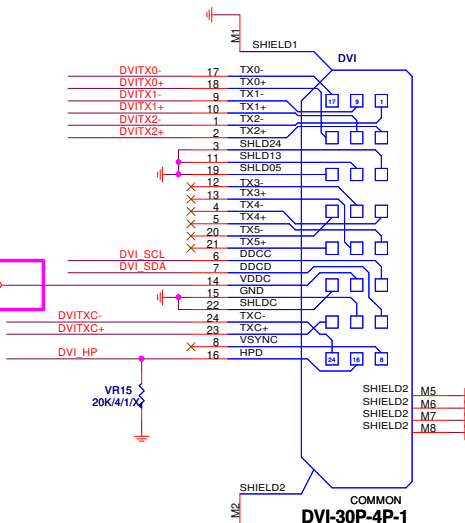 M1
SHIELD1
DVI
DVITX0- 17 TX0-
DVITX0+ 18 TX0+
DVITX1- 9 TX1-
DVITX1+ 10 TX1+
DVITX2- 1 TX2-
DVITX2+ 2 TX2+
3 SHLD24
11 SHLD13
19 SHLD05
12 TX3-
13 TX3+
4 TX4-
5 TX4+
20 TX5-
21 TX5+
DVI_SCL 6 DDCC
DVI_SDA 7 DDCD
14 VDDC
15 GND
22 SHLDC
DVITXC- 24 TXC-
DVITXC+ 23 TXC+
8 VSYNC
DVI_HP 16 HPD
17 9 1
24 16 8
VR15
20K/4/1/X
SHIELD2 M5
SHIELD2 M6
SHIELD2 M7
SHIELD2 M8
SHIELD2
M2
COMMON
DVI-30P-4P-1